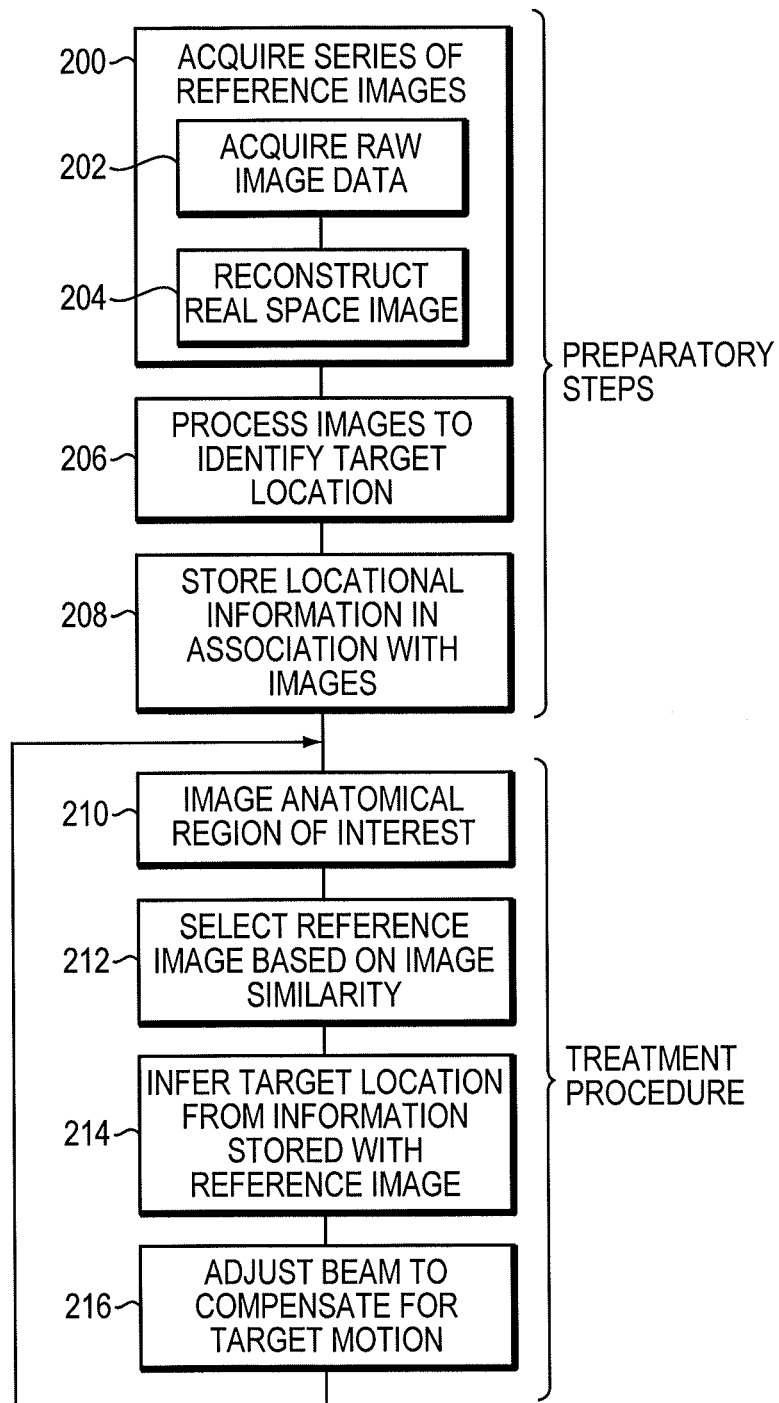 200
ACQUIRE SERIES OF
REFERENCE IMAGES
202
ACQUIRE RAW
IMAGE DATA
204
RECONSTRUCT
REAL SPACE IMAGE
PREPARATORY
STEPS
206
PROCESS IMAGES TO
IDENTIFY TARGET
LOCATION
208
STORE LOCATIONAL
INFORMATION IN
ASSOCIATION WITH
IMAGES
210
IMAGE ANATOMICAL
REGION OF INTEREST
212
SELECT REFERENCE
IMAGE BASED ON IMAGE
SIMILARITY
TREATMENT
PROCEDURE
214
INFER TARGET LOCATION
FROM INFORMATION
STORED WITH
REFERENCE IMAGE
216
ADJUST BEAM TO
COMPENSATE FOR
TARGET MOTION